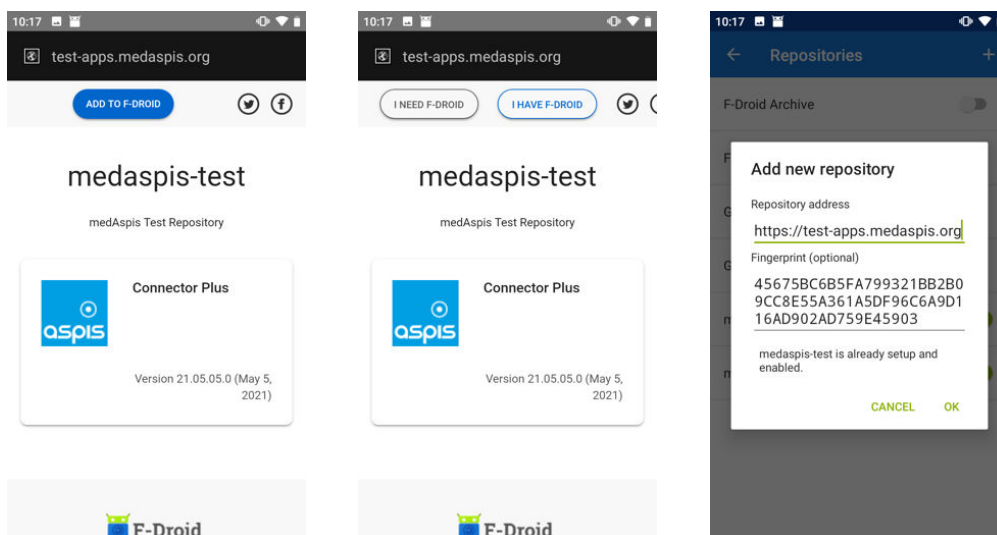 10:17
test-apps.medaspis.org
ADD TO F-DROID
medaspis-test
medAspis Test Repository
Connector Plus
aspis
Version 21.05.05.0 (May 5,
2021)
F-Droid
10:17
test-apps.medaspis.org
I NEED F-DROID
I HAVE F-DROID
medaspis-test
medAspis Test Repository
Connector Plus
aspis
Version 21.05.05.0 (May 5,
2021)
F-Droid
10:17
Repositories
F-Droid Archive
F
G
G
m
m
Add new repository
Repository address
https://test-apps.medaspis.org
Fingerprint (optional)
45675BC6B5FA799321BB2B0
9CC8E55A361A5DF96C6A9D1
16AD902AD759E45903
medaspis-test is already setup and
enabled.
CANCEL OK